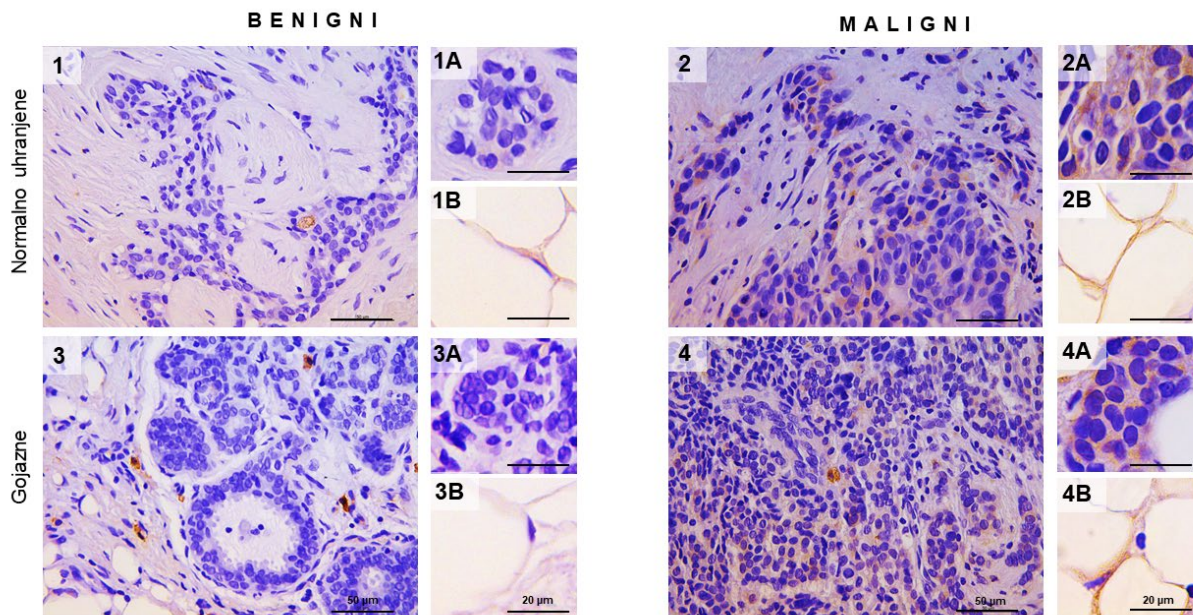 BENIGNI
MALIGNI
Normalno uhranjene
1
1A
1B
2
2A
2B
Gojazne
3
3A
3B
4
4A
4B
50 µm
20 µm
50 µm
20 µm